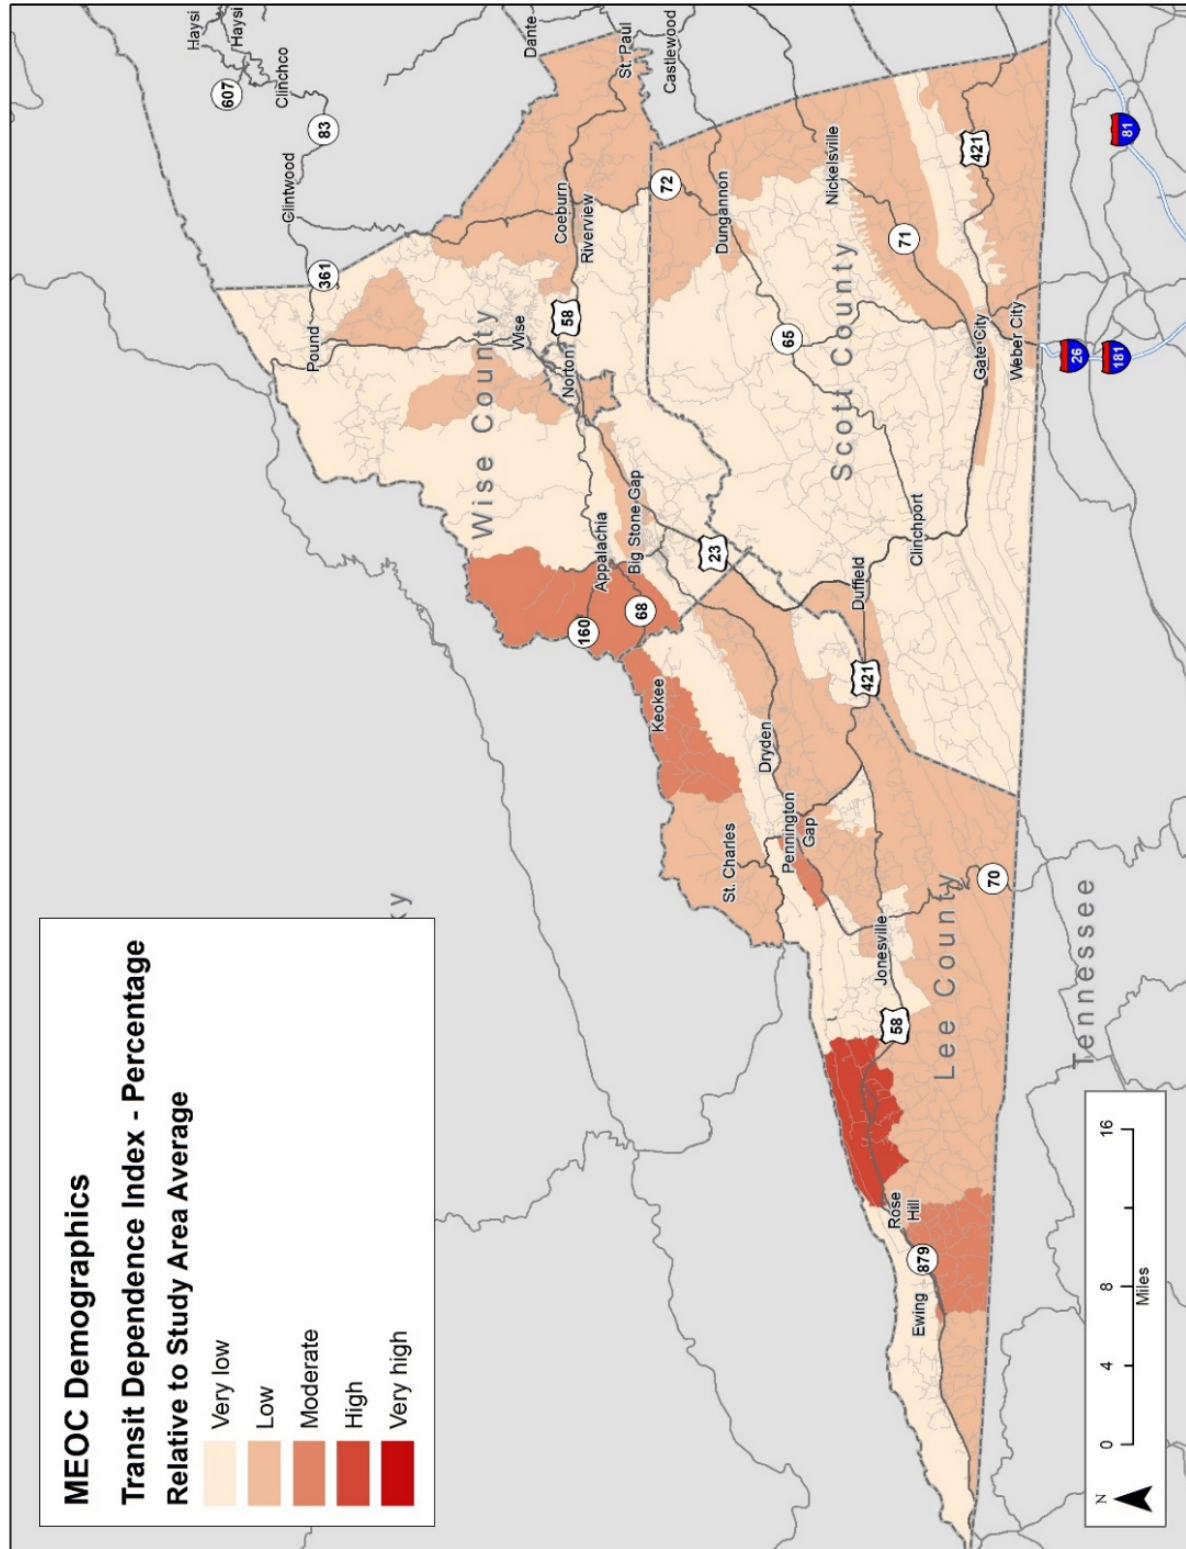 MEOC Demographics
Transit Dependence Index - Percentage
Relative to Study Area Average
Very low
Low
Moderate
High
Very high
ky
Haysi
Haysi
607
Clinchco
83
Clintwood
361
Pound
Dante
St. Paul
Castlewood
Coeburn
Riverview
72
Wise County
Wise
58
Norton
Dungannon
Nickelsville
71
421
81
65
Scott County
Gate City
Weber City
26
181
Appalachia
Big Stone Gap
160
68
23
Clinchport
Duffield
421
Keokee
Dryden
St. Charles
Pennington
Gap
70
Jonesville
58
Lee County
Tennessee
Rose
Hill
879
Ewing
N
0
4
8
16
Miles